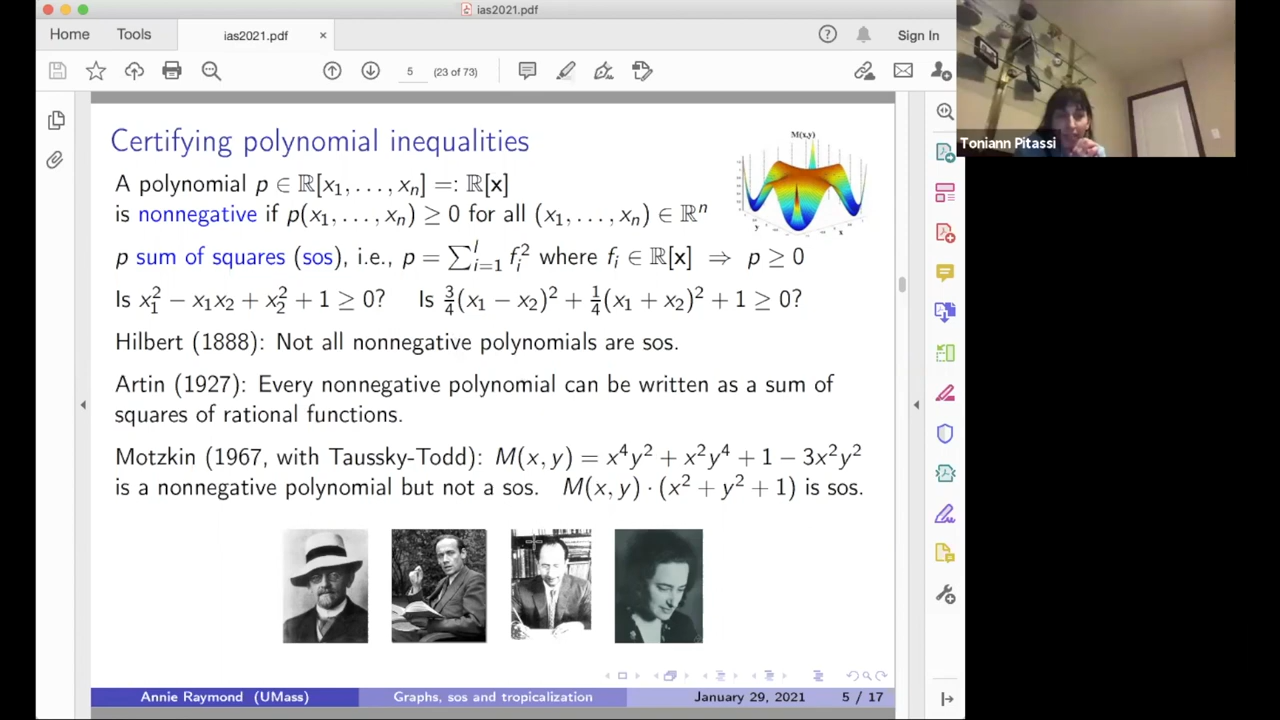 ias2021.pdf
Home Tools ias2021.pdf × Sign In
5 (23 of 73)
Toniann Pitassi
Certifying polynomial inequalities
M(x,y)
A polynomial p ∈ ℝ[x₁, . . . , xₙ] =: ℝ[x]
is nonnegative if p(x₁, . . . , xₙ) ≥ 0 for all (x₁, . . . , xₙ) ∈ ℝⁿ
y x
p sum of squares (sos), i.e., p = ∑ˡᵢ₌₁ fᵢ² where fᵢ ∈ ℝ[x] ⇒ p ≥ 0
Is x₁² − x₁x₂ + x₂² + 1 ≥ 0? Is ¾(x₁ − x₂)² + ¼(x₁ + x₂)² + 1 ≥ 0?
Hilbert (1888): Not all nonnegative polynomials are sos.
Artin (1927): Every nonnegative polynomial can be written as a sum of
squares of rational functions.
Motzkin (1967, with Taussky-Todd): M(x, y) = x⁴y² + x²y⁴ + 1 − 3x²y²
is a nonnegative polynomial but not a sos. M(x, y) · (x² + y² + 1) is sos.
Annie Raymond (UMass) Graphs, sos and tropicalization January 29, 2021 5 / 17